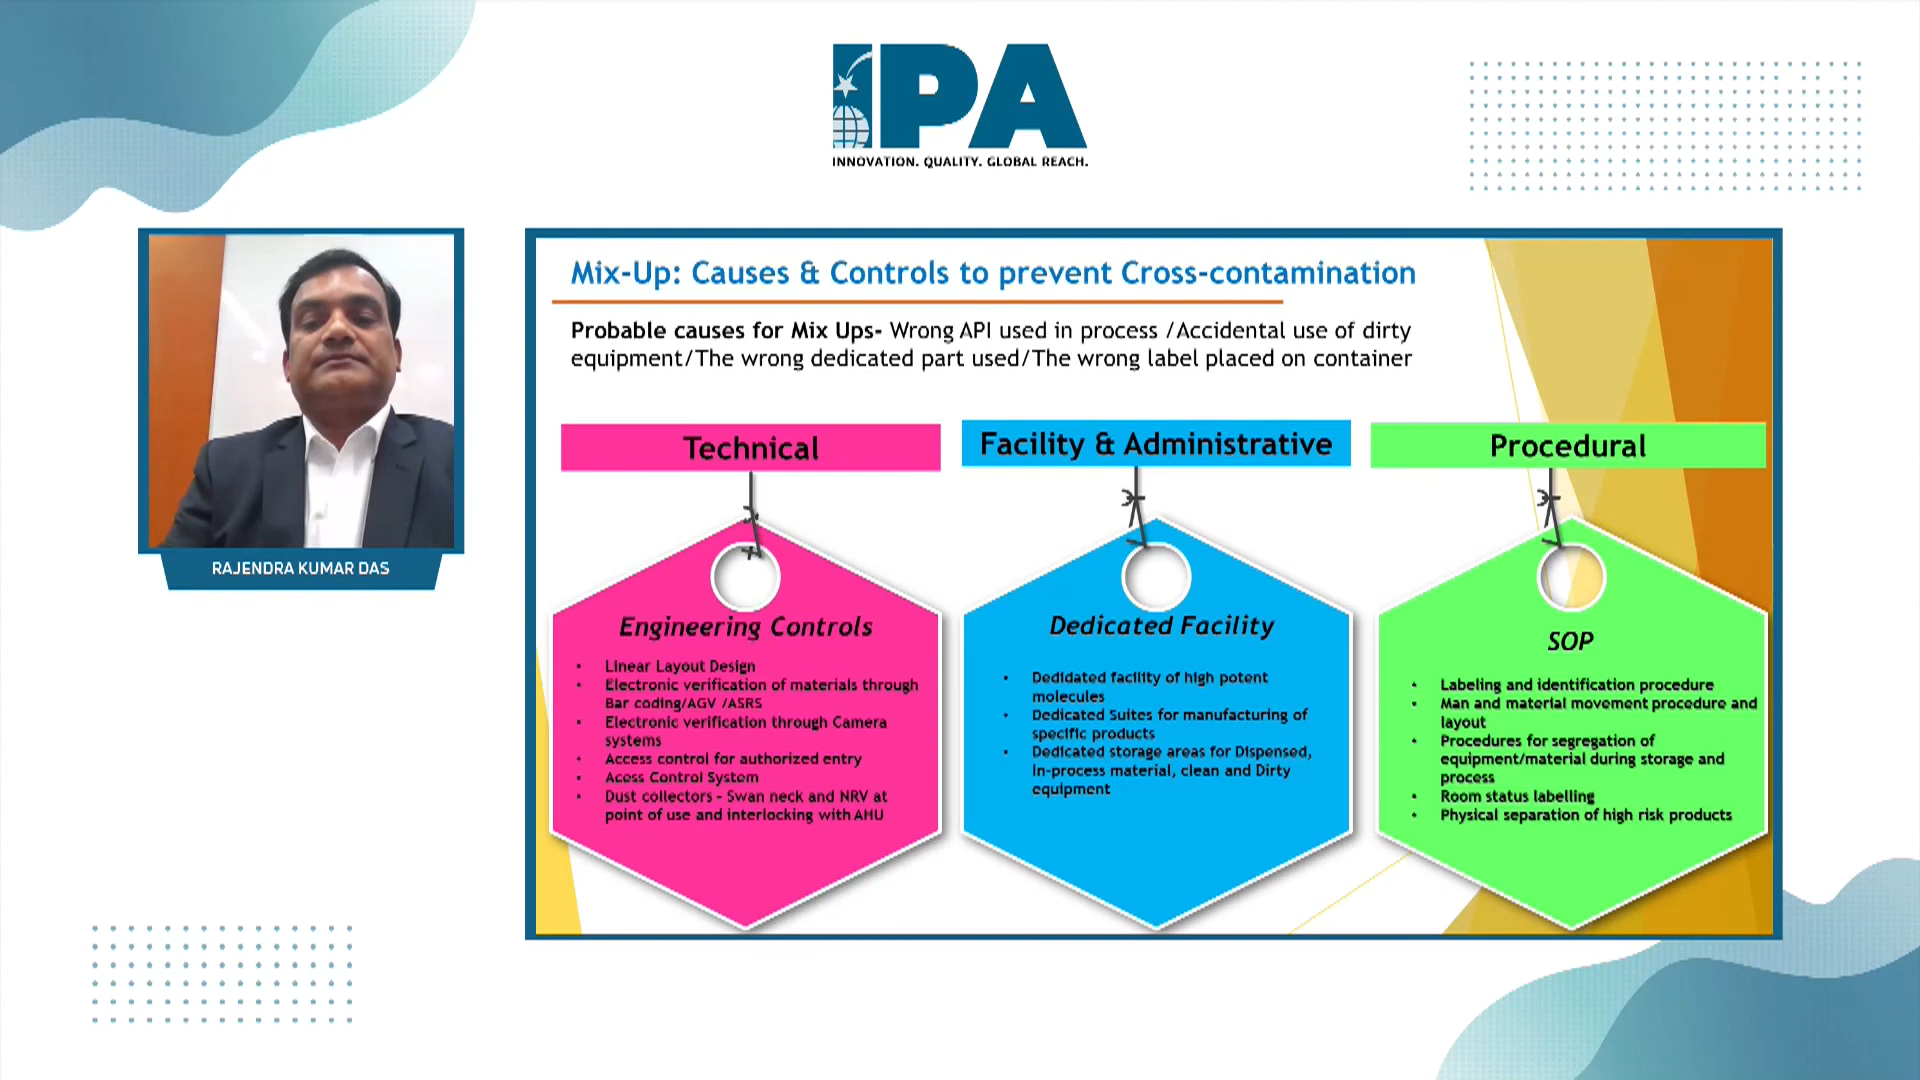 IPA
INNOVATION. QUALITY. GLOBAL REACH.
RAJENDRA KUMAR DAS
Mix-Up: Causes & Controls to prevent Cross-contamination
Probable causes for Mix Ups- Wrong API used in process /Accidental use of dirty
equipment/The wrong dedicated part used/The wrong label placed on container
Technical
Engineering Controls
• Linear Layout Design
• Electronic verification of materials through
Bar coding/AGV /ASRS
• Electronic verification through Camera
systems
• Access control for authorized entry
• Acess Control System
• Dust collectors – Swan neck and NRV at
point of use and interlocking with AHU
Facility & Administrative
Dedicated Facility
• Dedidated facility of high potent
molecules
• Dedicated Suites for manufacturing of
specific products
• Dedicated storage areas for Dispensed,
In-process material, clean and Dirty
equipment
Procedural
SOP
• Labeling and identification procedure
• Man and material movement procedure and
layout
• Procedures for segregation of
equipment/material during storage and
process
• Room status labelling
• Physical separation of high risk products